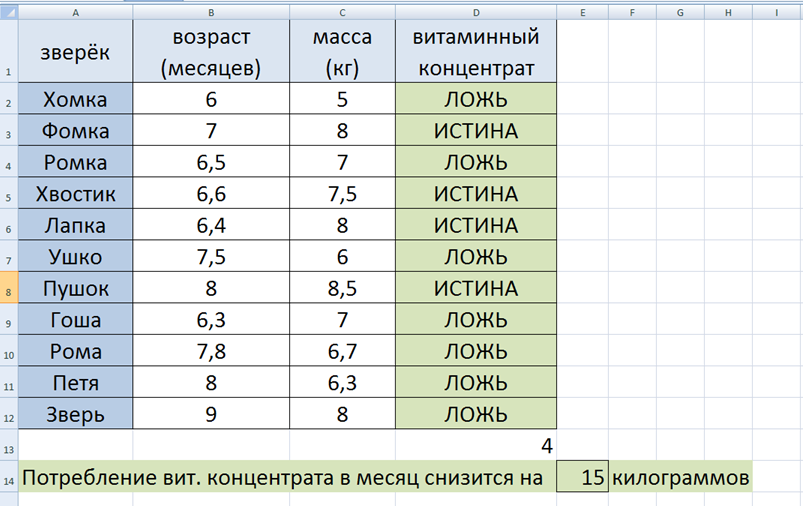 A B C D E F G H I
1 зверёк возраст (месяцев) масса (кг) витаминный концентрат
2 Хомка 6 5 ЛОЖЬ
3 Фомка 7 8 ИСТИНА
4 Ромка 6,5 7 ЛОЖЬ
5 Хвостик 6,6 7,5 ИСТИНА
6 Лапка 6,4 8 ИСТИНА
7 Ушко 7,5 6 ЛОЖЬ
8 Пушок 8 8,5 ИСТИНА
9 Гоша 6,3 7 ЛОЖЬ
10 Рома 7,8 6,7 ЛОЖЬ
11 Петя 8 6,3 ЛОЖЬ
12 Зверь 9 8 ЛОЖЬ
13 4
14 Потребление вит. концентрата в месяц снизится на 15 килограммов